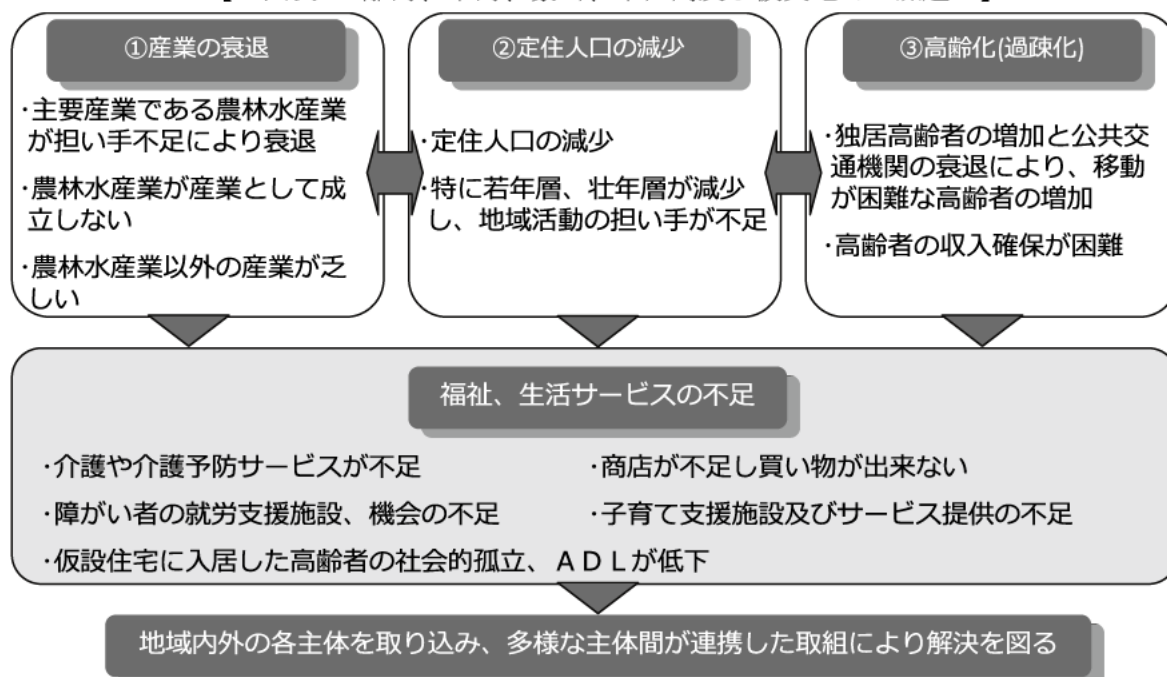 ①産業の衰退
・主要産業である農林水産業
が担い手不足により衰退
・農林水産業が産業として成
立しない
・農林水産業以外の産業が乏
しい
②定住人口の減少
・定住人口の減少
・特に若年層、壮年層が減少
し、地域活動の担い手が不足
③高齢化(過疎化)
・独居高齢者の増加と公共交
通機関の衰退により、移動
が困難な高齢者の増加
・高齢者の収入確保が困難
福祉、生活サービスの不足
・介護や介護予防サービスが不足
・商店が不足し買い物が出来ない
・障がい者の就労支援施設、機会の不足
・子育て支援施設及びサービス提供の不足
・仮設住宅に入居した高齢者の社会的孤立、ＡＤＬが低下
地域内外の各主体を取り込み、多様な主体間が連携した取組により解決を図る